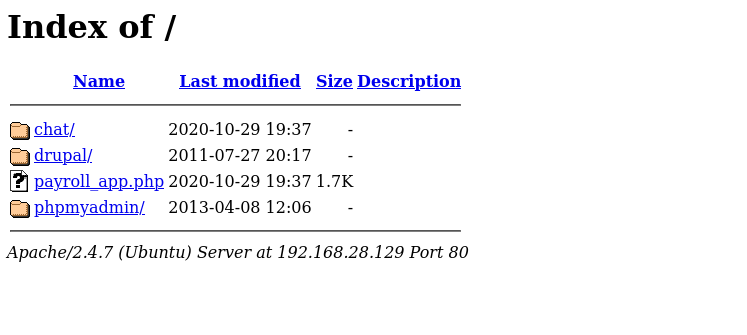 Index of /
Name Last modified Size Description
chat/ 2020-10-29 19:37 -
drupal/ 2011-07-27 20:17 -
payroll_app.php 2020-10-29 19:37 1.7K
phpmyadmin/ 2013-04-08 12:06 -
Apache/2.4.7 (Ubuntu) Server at 192.168.28.129 Port 80